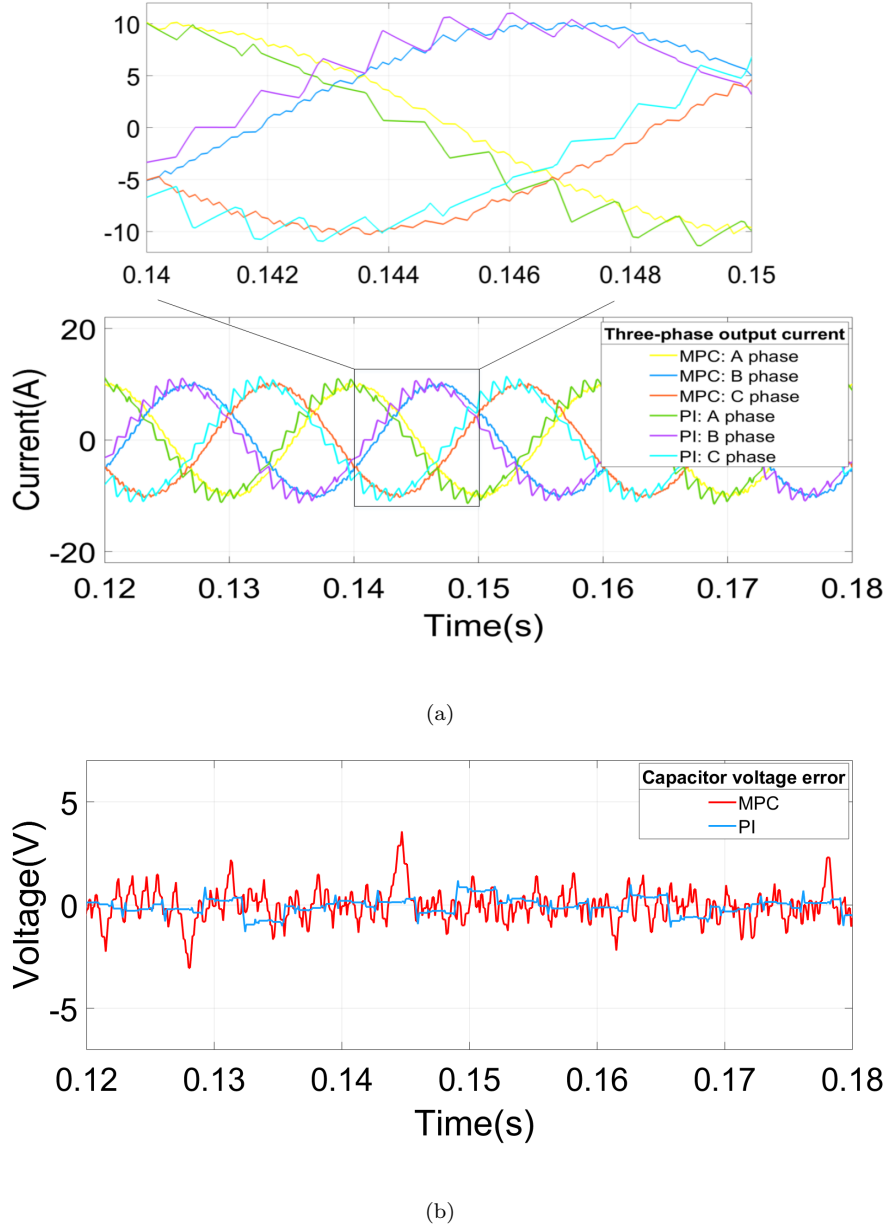 10
5
0
-5
-10
0.14 0.142 0.144 0.146 0.148 0.15
20
0
-20
Current(A)
Three-phase output current
MPC: A phase
MPC: B phase
MPC: C phase
PI: A phase
PI: B phase
PI: C phase
0.12 0.13 0.14 0.15 0.16 0.17 0.18
Time(s)
(a)
5
0
-5
Voltage(V)
Capacitor voltage error
MPC
PI
0.12 0.13 0.14 0.15 0.16 0.17 0.18
Time(s)
(b)